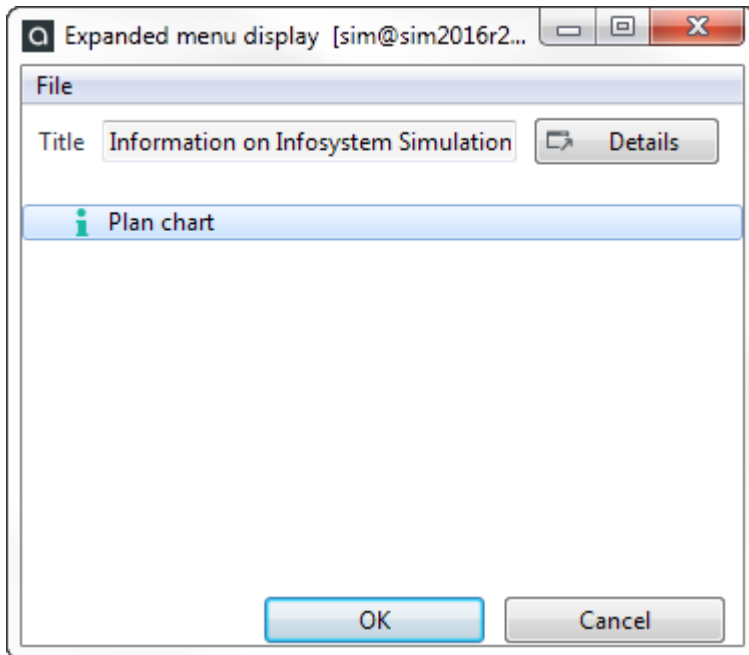 Expanded menu display [sim@sim2016r2...
File
Title Information on Infosystem Simulation Details
Plan chart
OK Cancel